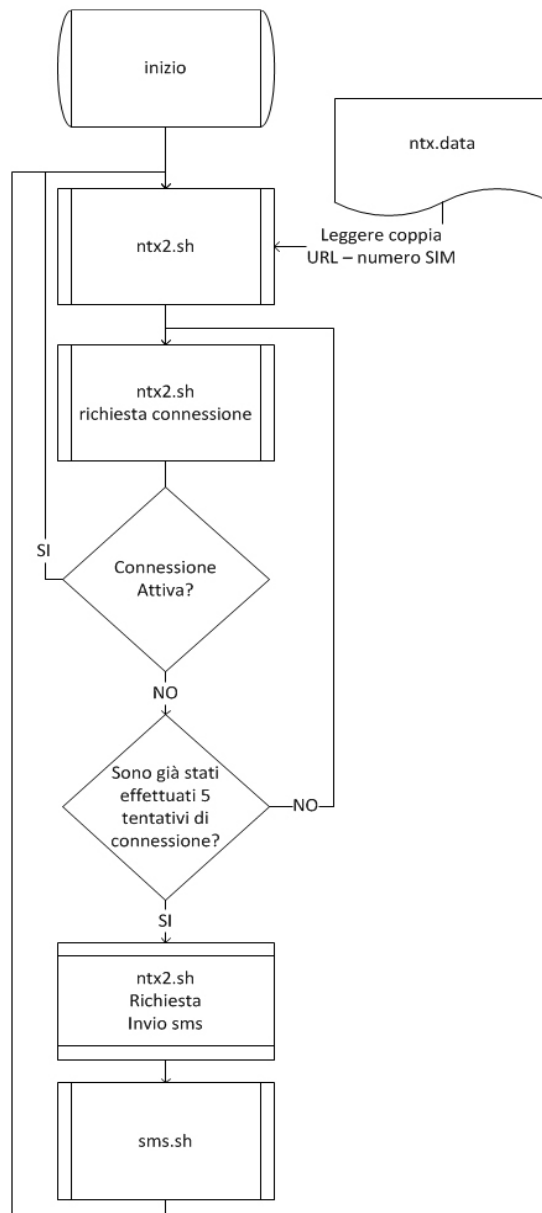 inizio
ntx.data
ntx2.sh
Leggere coppia
URL – numero SIM
ntx2.sh
richiesta connessione
SI
Connessione
Attiva?
NO
Sono già stati
effettuati 5
tentativi di
connessione?
NO
SI
ntx2.sh
Richiesta
Invio sms
sms.sh